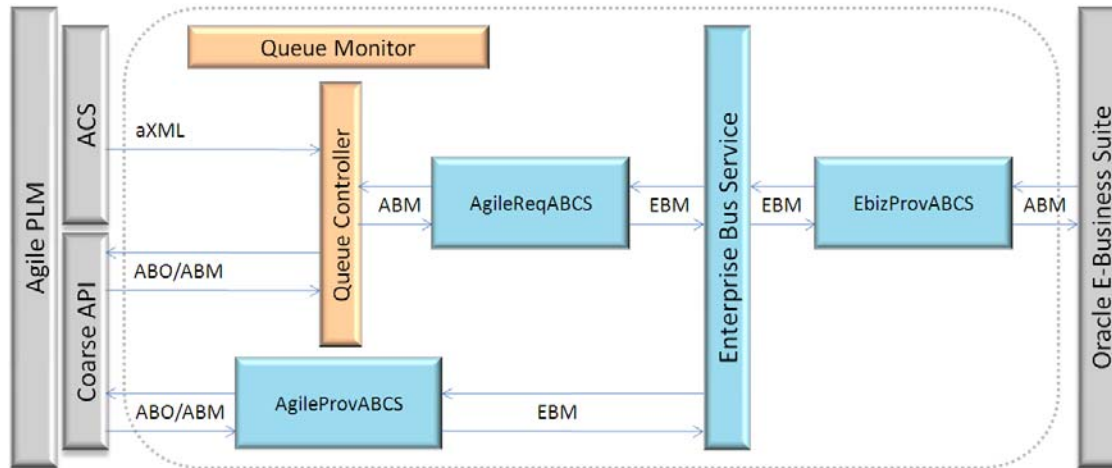 Agile PLM
ACS
Coarse API
Queue Monitor
aXML
Queue Controller
ABO/ABM
ABM
AgileReqABCS
EBM
Enterprise Bus Service
EBM
EbizProvABCS
ABM
Oracle E-Business Suite
ABO/ABM
AgileProvABCS
EBM